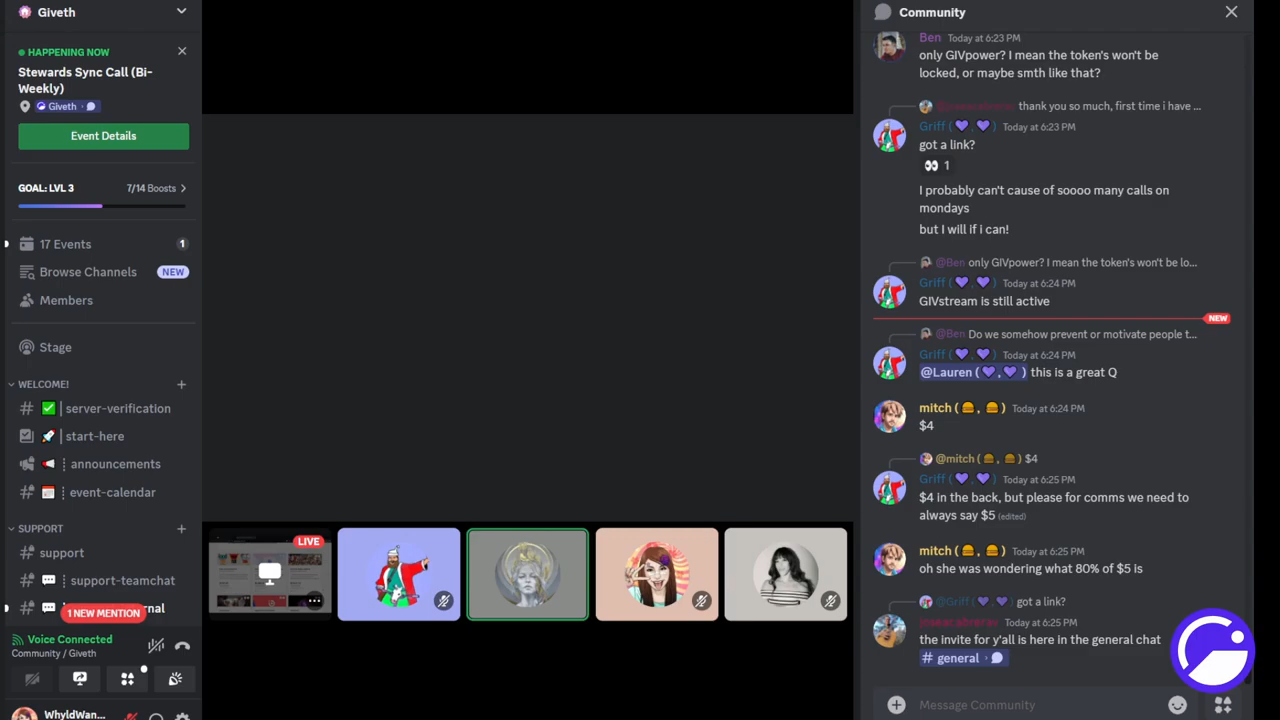 Giveth
HAPPENING NOW
Stewards Sync Call (Bi-
Weekly)
Giveth
Event Details
GOAL: LVL 3
7/14 Boosts
17 Events
1
Browse Channels
NEW
Members
Stage
WELCOME!
server-verification
start-here
announcements
event-calendar
SUPPORT
support
support-teamchat
1 NEW MENTION
Voice Connected
Community / Giveth
WhyldWan...
LIVE
Community
Ben Today at 6:23 PM
only GIVpower? I mean the token's won't be
locked, or maybe smth like that?
thank you so much, first time i have ...
Griff ( 💜 , 💜 ) Today at 6:23 PM
got a link?
👀 1
I probably can't cause of soooo many calls on
mondays
but I will if i can!
@Ben only GIVpower? I mean the token's won't be lo...
Griff ( 💜 , 💜 ) Today at 6:24 PM
GIVstream is still active
NEW
@Ben Do we somehow prevent or motivate people t...
Griff ( 💜 , 💜 ) Today at 6:24 PM
@Lauren ( 💜 , 💜 ) this is a great Q
mitch ( 🍔 , 🍔 ) Today at 6:24 PM
$4
@mitch ( 🍔 , 🍔 ) $4
Griff ( 💜 , 💜 ) Today at 6:25 PM
$4 in the back, but please for comms we need to
always say $5 (edited)
mitch ( 🍔 , 🍔 ) Today at 6:25 PM
oh she was wondering what 80% of $5 is
@Griff ( 💜 , 💜 ) got a link?
Today at 6:25 PM
the invite for y'all is here in the general chat
# general
Message Community